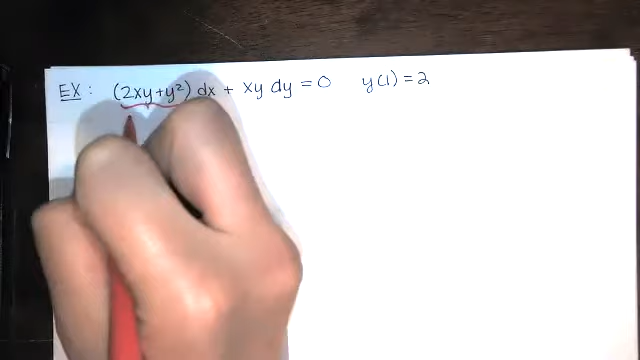 EX: (2xy+y²) dx + xy dy = 0 y(1) = 2